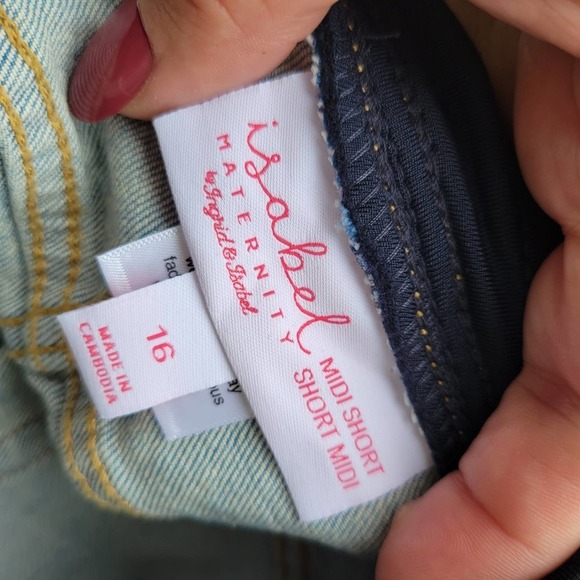 isabel
MATERNITY
by Ingrid & Isabel
MIDI SHORT
SHORT MIDI
16
MADE IN
CAMBODIA